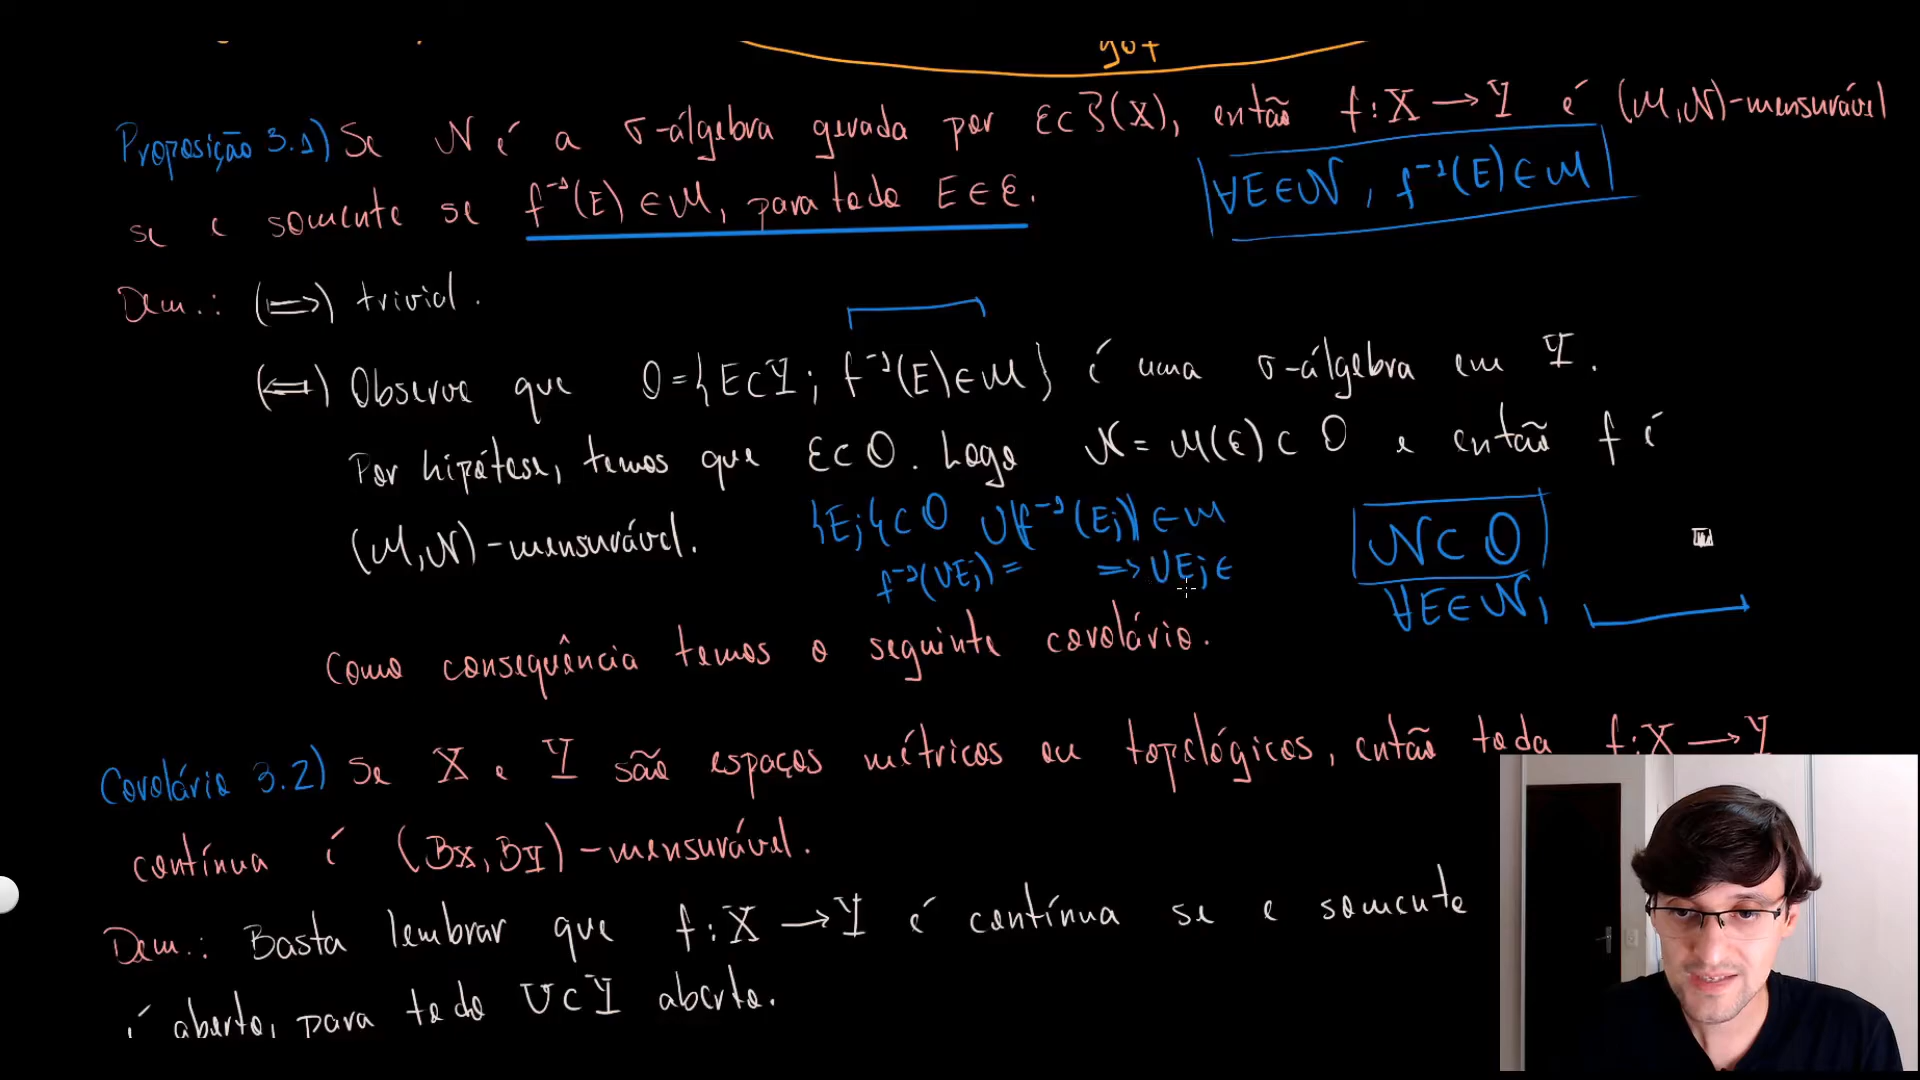 Proposição 3.1) Se 𝒩 é a σ-álgebra gerada por ℰ⊂P(X), então f:X→Y é (ℳ,𝒩)-mensurável
se e somente se f⁻¹(E)∈ℳ, para todo E∈ℰ.
∀E∈𝒩, f⁻¹(E)∈ℳ
Dem.: (⟹) trivial.
(⟸) Observe que O={E⊂Y; f⁻¹(E)∈ℳ} é uma σ-álgebra em Y.
Por hipótese, temos que ℰ⊂O. Logo 𝒩=ℳ(ℰ)⊂O e então f é
(ℳ,𝒩)-mensurável.
{Ej}⊂O ∪(f⁻¹(Ej))∈ℳ
f⁻¹(∪Ej)= ⟹∪Ej∈
𝒩⊂O
∀E∈𝒩,
Como consequência temos o seguinte corolário.
Corolário 3.2) Se X e Y são espaços métricos ou topológicos, então toda f:X→Y
contínua é (Bx,By)-mensurável.
Dem.: Basta lembrar que f:X→Y é contínua se e somente
é aberto, para todo U⊂Y aberto.